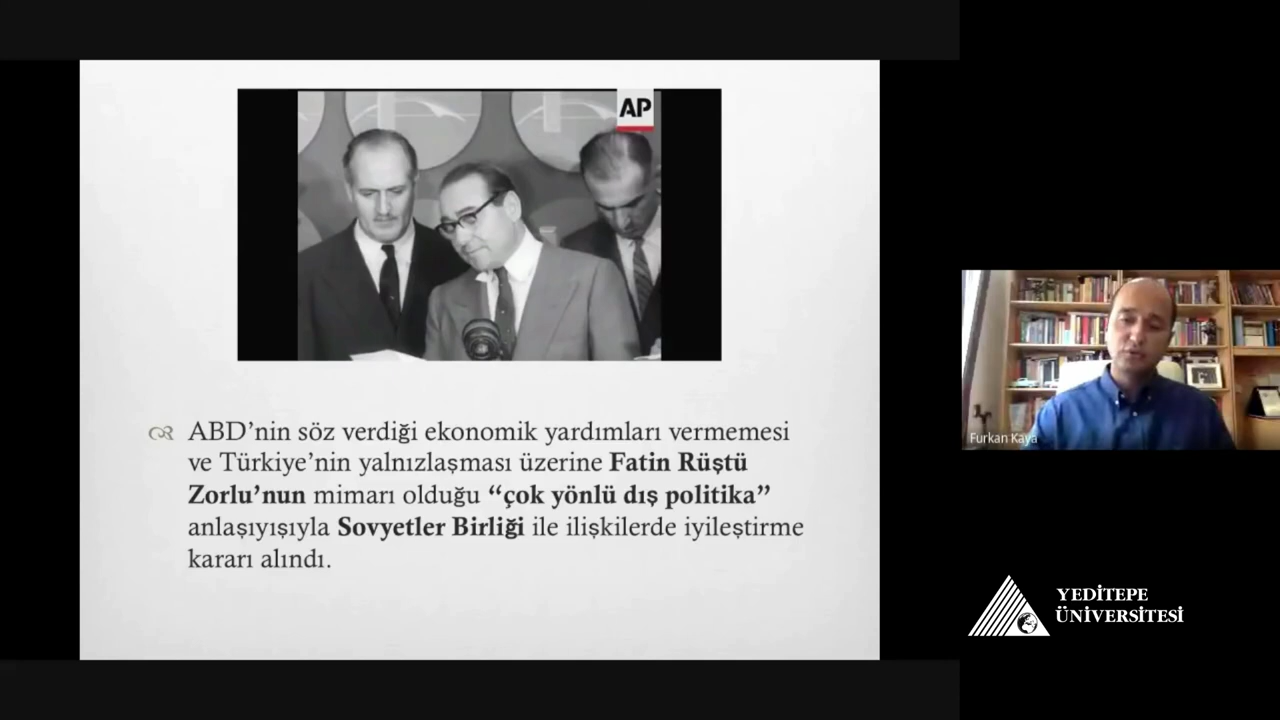 AP
ABD’nin söz verdiği ekonomik yardımları vermemesi
ve Türkiye’nin yalnızlaşması üzerine Fatin Rüştü
Zorlu’nun mimarı olduğu “çok yönlü dış politika”
anlaşıyışıyla Sovyetler Birliği ile ilişkilerde iyileştirme
kararı alındı.
Furkan Kaya
YEDİTEPE
ÜNİVERSİTESİ